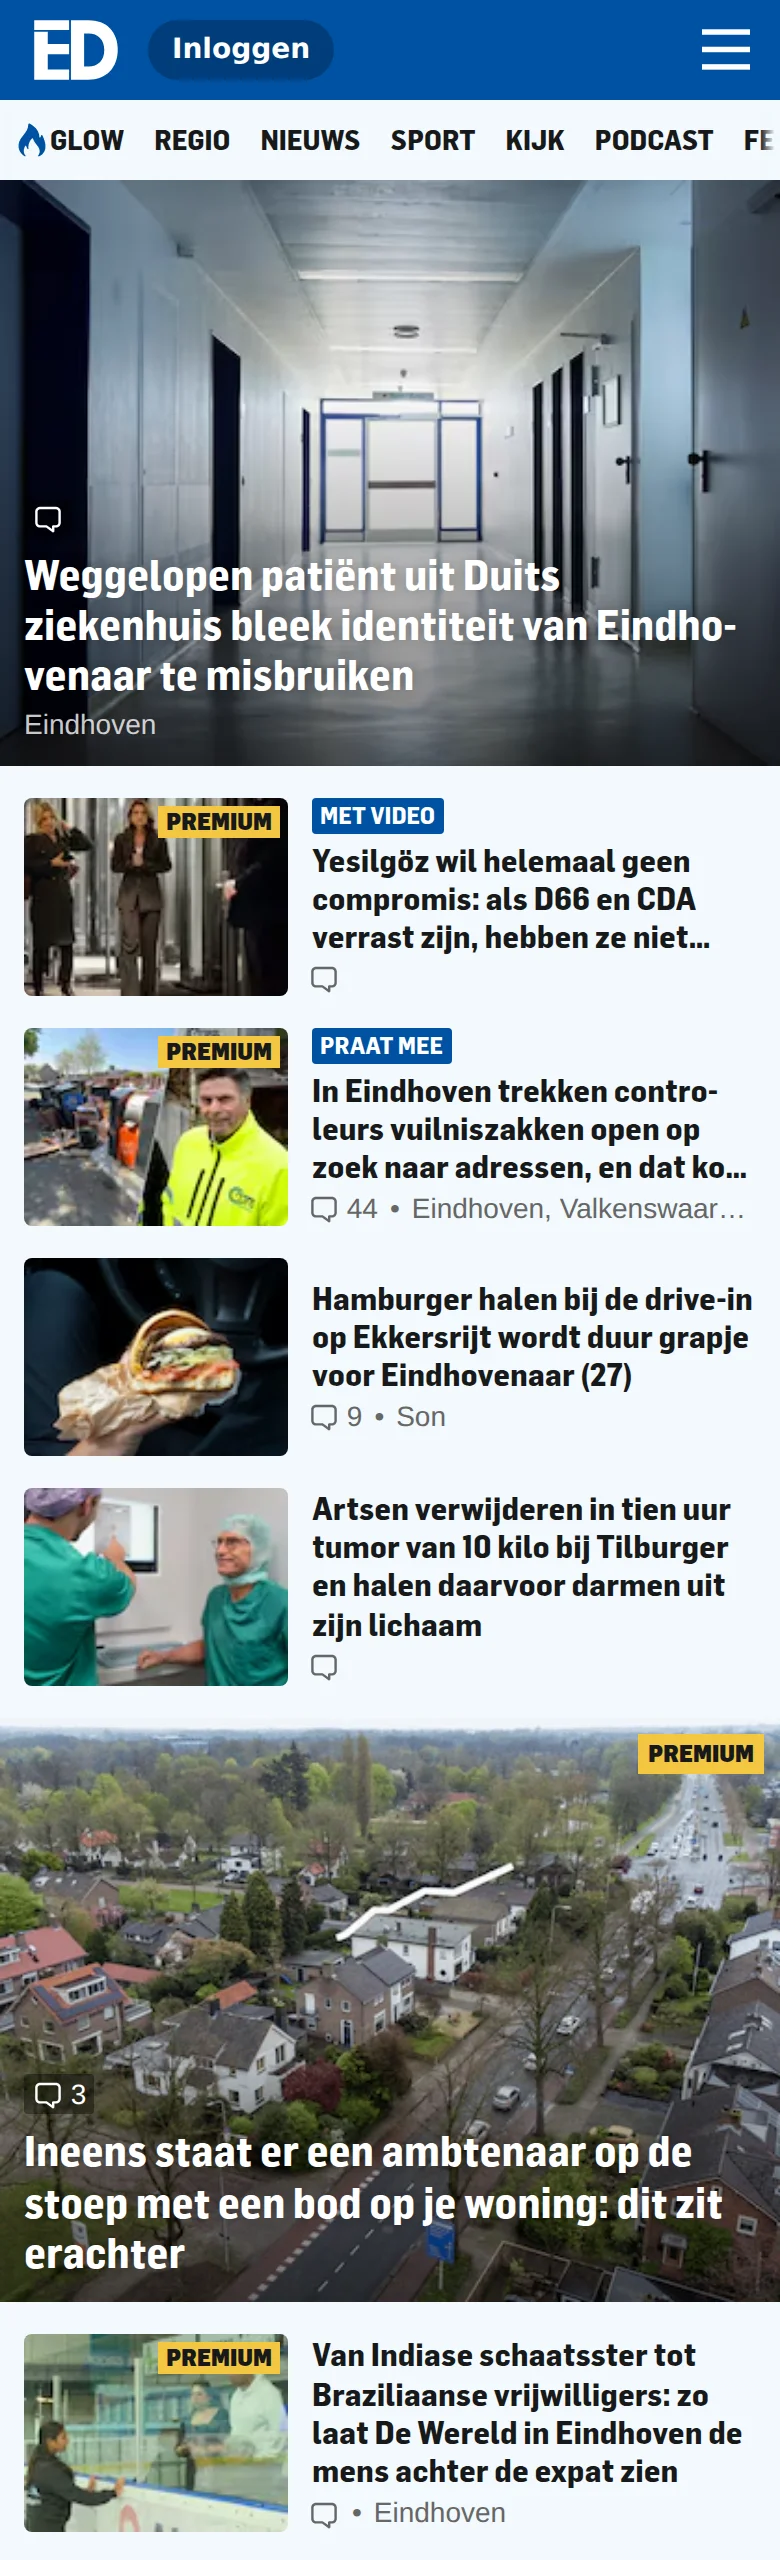 ED Inloggen
GLOW REGIO NIEUWS SPORT KIJK PODCAST FE
Weggelopen patiënt uit Duits
ziekenhuis bleek identiteit van Eindho-
venaar te misbruiken
Eindhoven
PREMIUM
MET VIDEO
Yesilgöz wil helemaal geen
compromis: als D66 en CDA
verrast zijn, hebben ze niet...
PREMIUM
PRAAT MEE
In Eindhoven trekken contro-
leurs vuilniszakken open op
zoek naar adressen, en dat ko...
44 • Eindhoven, Valkenswaar...
Hamburger halen bij de drive-in
op Ekkersrijt wordt duur grapje
voor Eindhovenaar (27)
9 • Son
Artsen verwijderen in tien uur
tumor van 10 kilo bij Tilburger
en halen daarvoor darmen uit
zijn lichaam
PREMIUM
3
Ineens staat er een ambtenaar op de
stoep met een bod op je woning: dit zit
erachter
PREMIUM
Van Indiase schaatsster tot
Braziliaanse vrijwilligers: zo
laat De Wereld in Eindhoven de
mens achter de expat zien
• Eindhoven